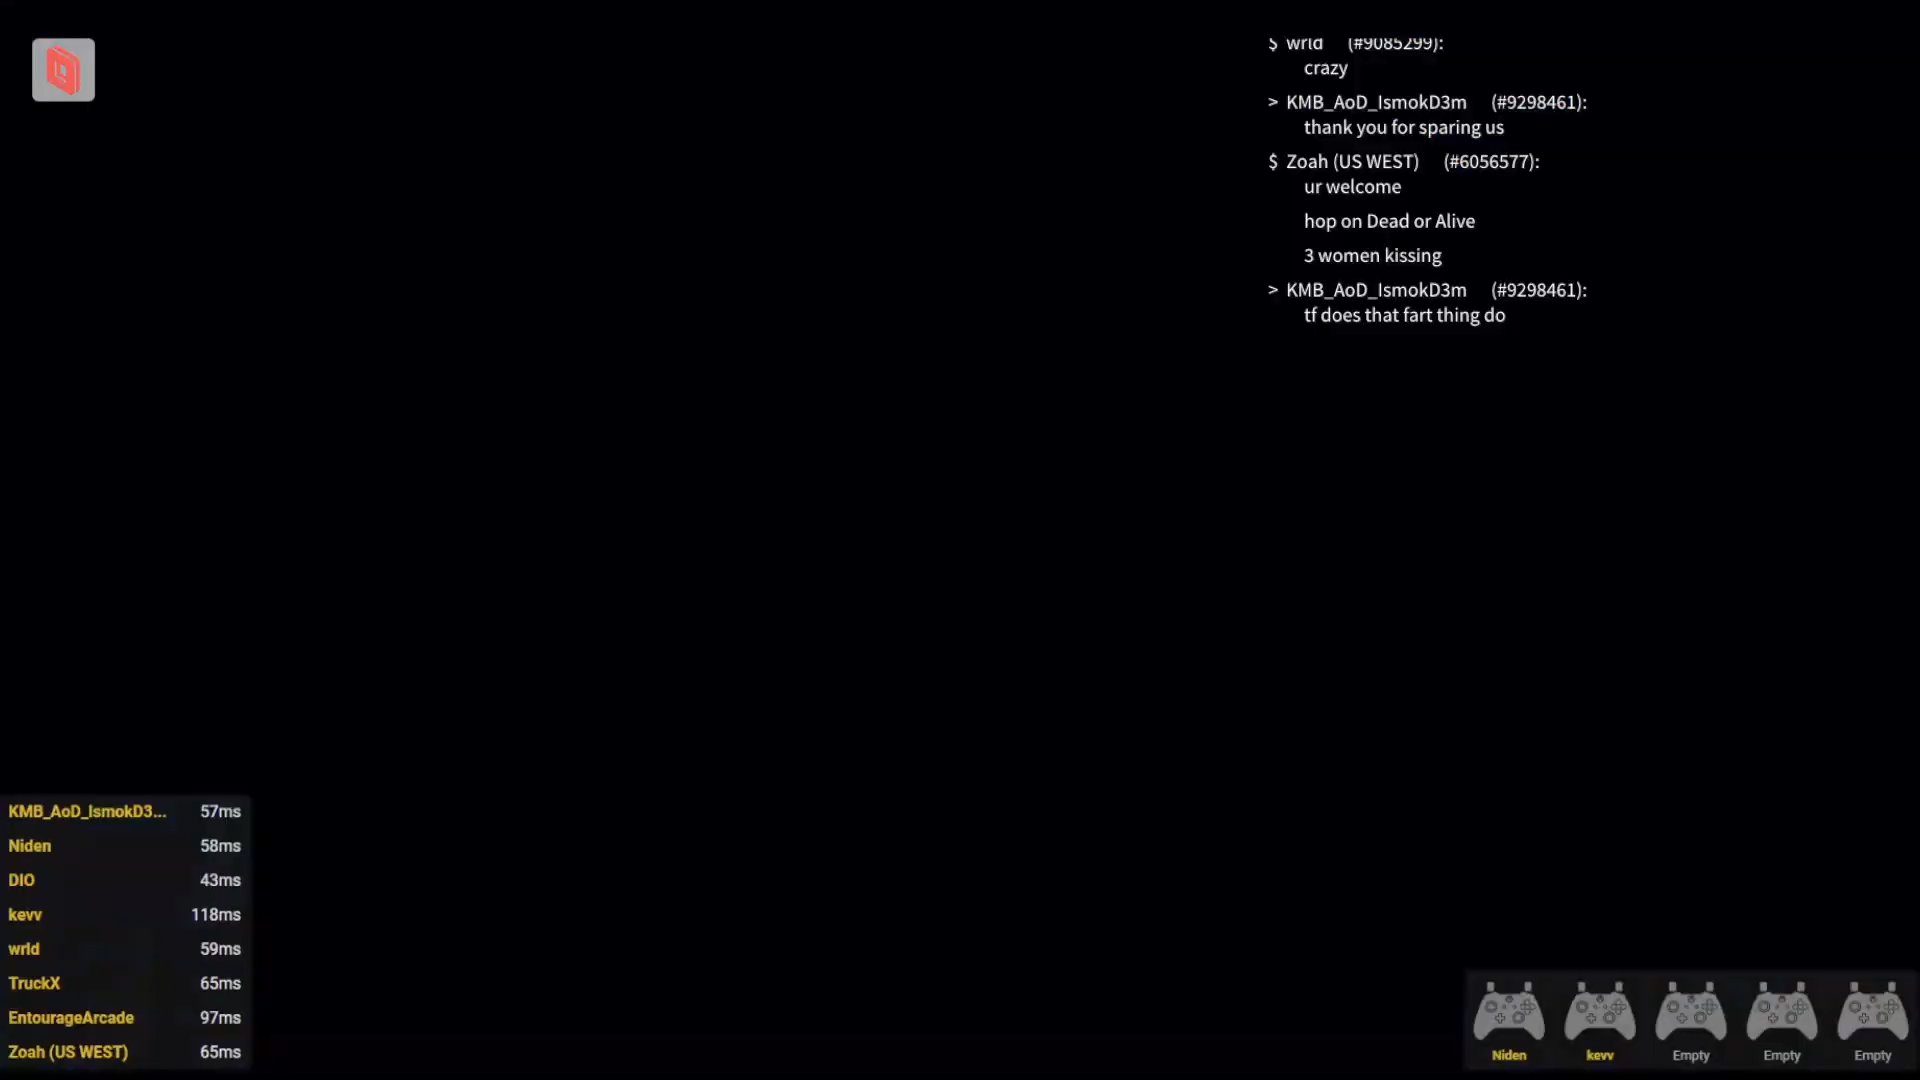 $ wrld (#9085299):
crazy
> KMB_AoD_IsmokD3m (#9298461):
thank you for sparing us
$ Zoah (US WEST) (#6056577):
ur welcome
hop on Dead or Alive
3 women kissing
> KMB_AoD_IsmokD3m (#9298461):
tf does that fart thing do
KMB_AoD_IsmokD3... 57ms
Niden 58ms
DIO 43ms
kevv 118ms
wrld 59ms
TruckX 65ms
EntourageArcade 97ms
Zoah (US WEST) 65ms
Niden kevv Empty Empty Empty